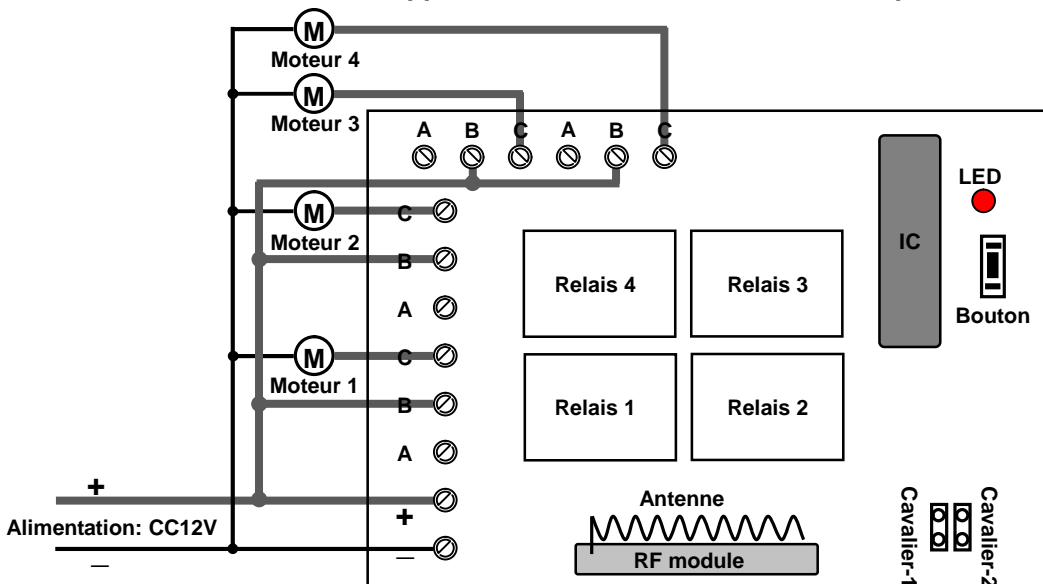 M
Moteur 4
M
Moteur 3
A B C A B C
LED
M
C
Moteur 2
B
IC
Relais 4
Relais 3
A
Bouton
M
C
Moteur 1
B
Relais 1
Relais 2
A
+
Antenne
Cavalier-1
Cavalier-2
Alimentation: CC12V
+
_
_
RF module